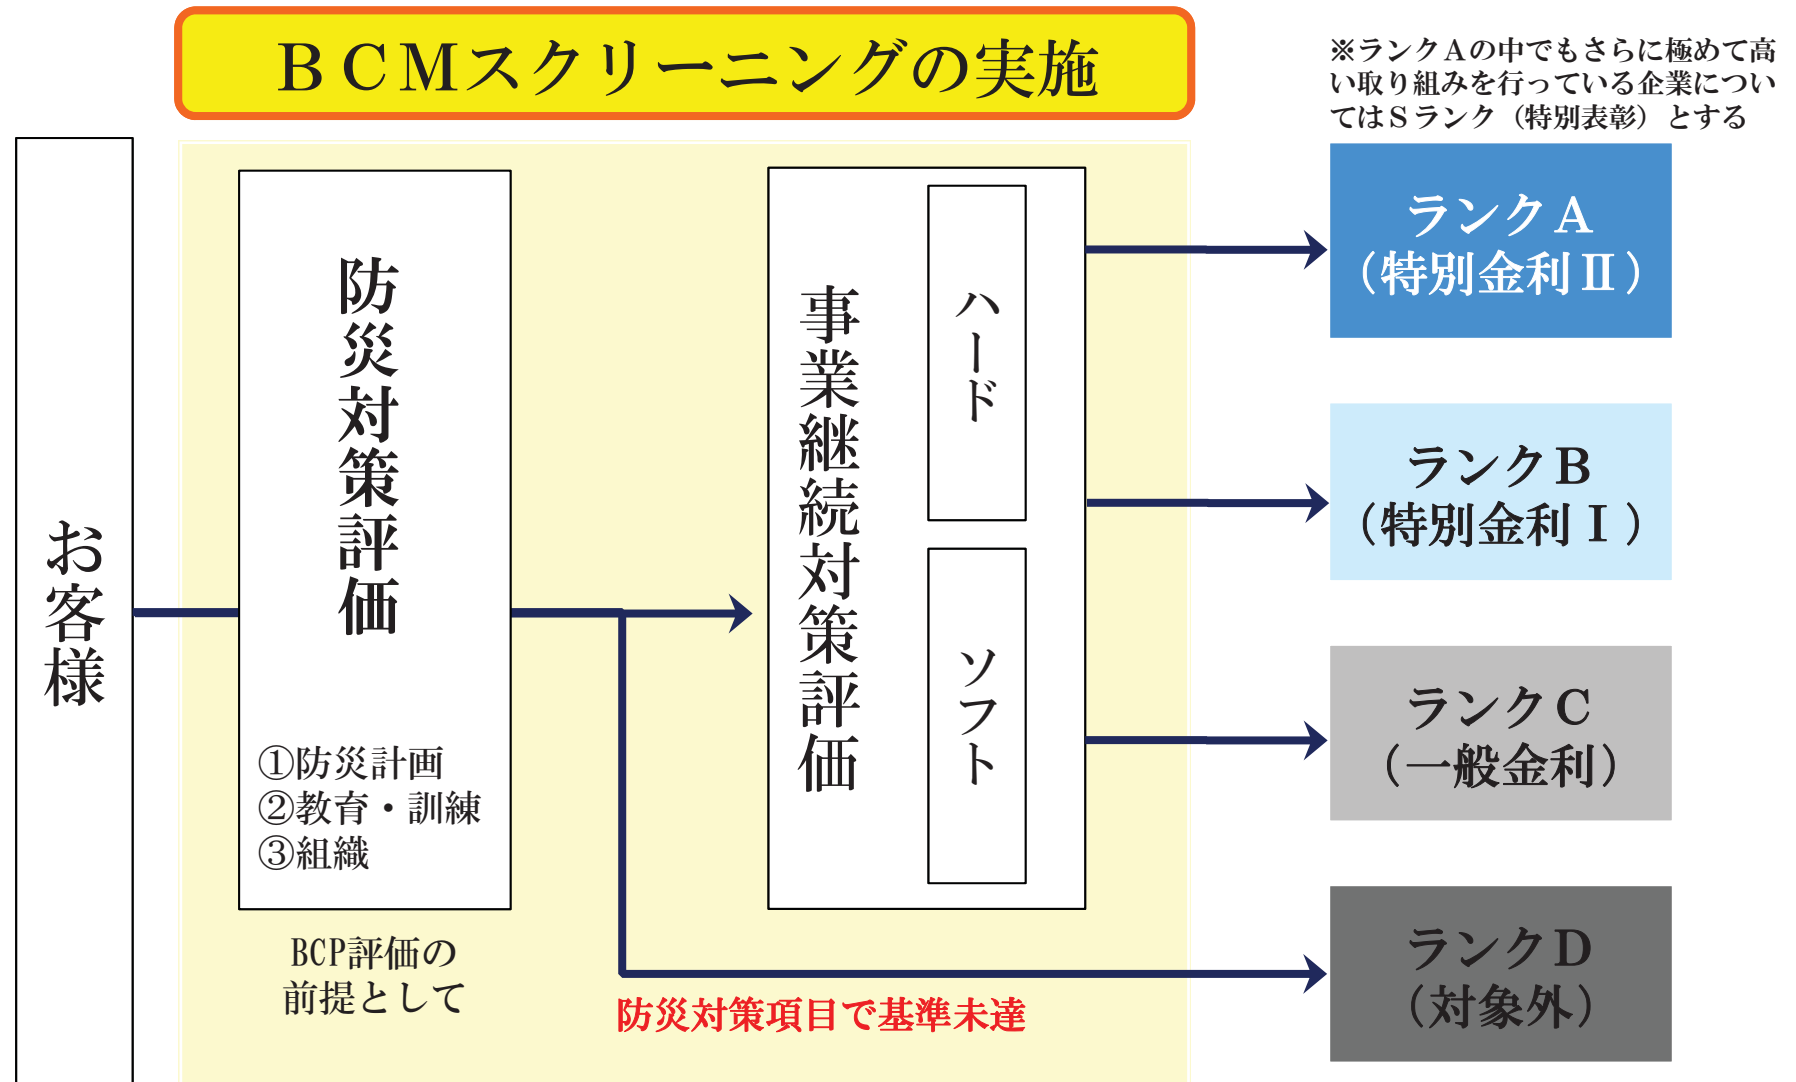 ＢＣＭスクリーニングの実施
※ランクＡの中でもさらに極めて高
い取り組みを行っている企業につい
てはＳランク（特別表彰）とする
お客様
防災対策評価
①防災計画
②教育・訓練
③組織
BCP評価の
前提として
事業継続対策評価
ハード
ソフト
防災対策項目で基準未達
ランクＡ
（特別金利Ⅱ）
ランクＢ
（特別金利Ⅰ）
ランクＣ
（一般金利）
ランクＤ
（対象外）